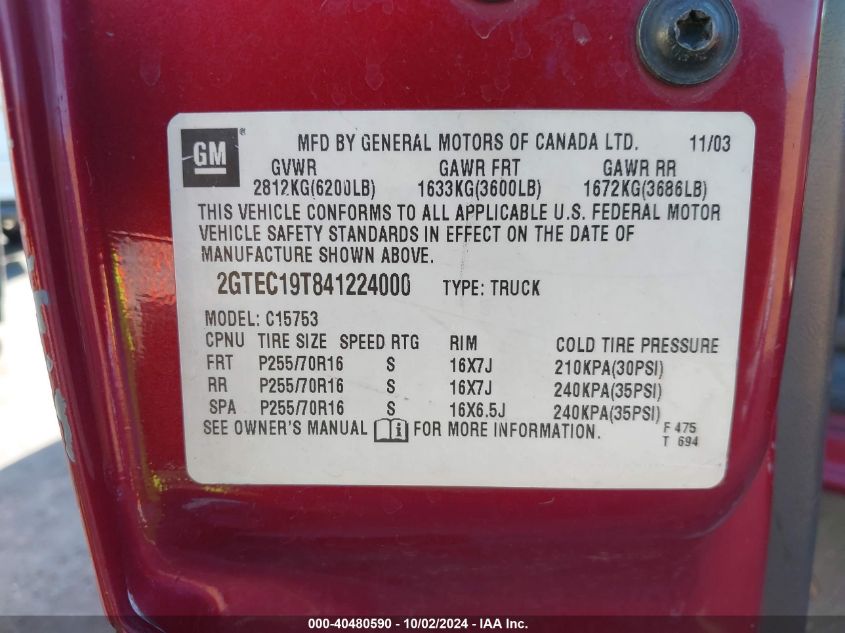 GM ® MFD BY GENERAL MOTORS OF CANADA LTD. 11/03
GVWR GAWR FRT GAWR RR
2812KG(6200LB) 1633KG(3600LB) 1672KG(3686LB)
THIS VEHICLE CONFORMS TO ALL APPLICABLE U.S. FEDERAL MOTOR
VEHICLE SAFETY STANDARDS IN EFFECT ON THE DATE OF
MANUFACTURE SHOWN ABOVE.
2GTEC19T841224000 TYPE: TRUCK
MODEL: C15753
CPNU TIRE SIZE SPEED RTG RIM COLD TIRE PRESSURE
FRT P255/70R16 S 16X7J 210KPA(30PSI)
RR P255/70R16 S 16X7J 240KPA(35PSI)
SPA P255/70R16 S 16X6.5J 240KPA(35PSI)
SEE OWNER'S MANUAL i FOR MORE INFORMATION. F 475
T 694
000-40480590 - 10/02/2024 - IAA Inc.